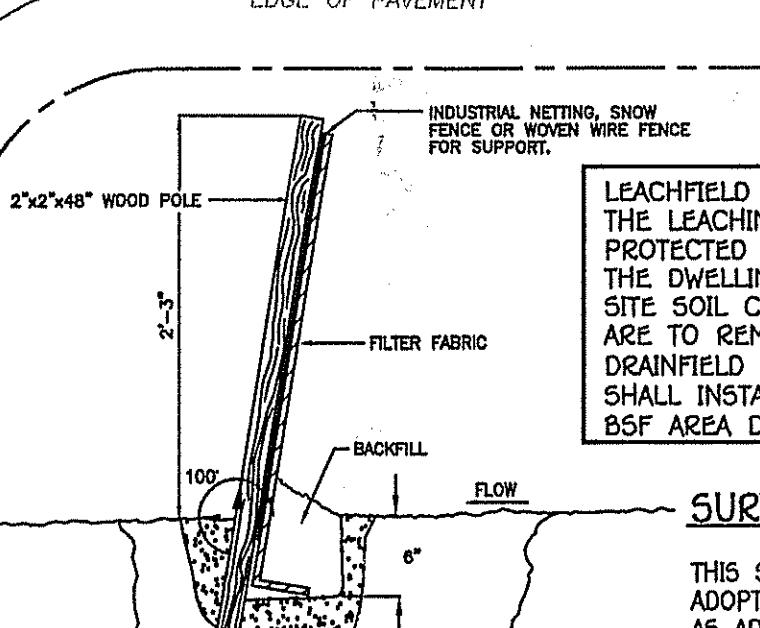 EDGE OF PAVEMENT
INDUSTRIAL NETTING, SNOW
FENCE OR WOVEN WIRE FENCE
FOR SUPPORT.
2"x2"x48" WOOD POLE
2'-3"
FILTER FABRIC
BACKFILL
100°
FLOW
6"
LEACHFIELD
THE LEACHIN
PROTECTED
THE DWELLIN
SITE SOIL C
ARE TO REM
DRAINFIELD
SHALL INSTA
BSF AREA D
SUR
THIS S
ADOPT
AS AD